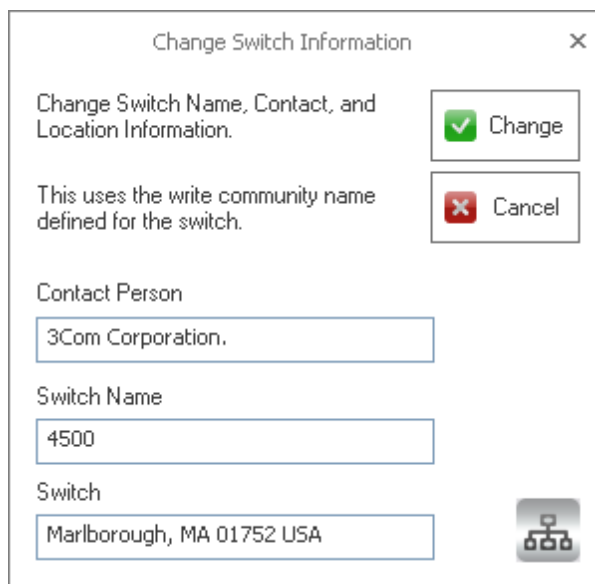 Change Switch Information
Change Switch Name, Contact, and
Location Information.
Change
This uses the write community name
defined for the switch.
Cancel
Contact Person
3Com Corporation.
Switch Name
4500
Switch
Marlborough, MA 01752 USA